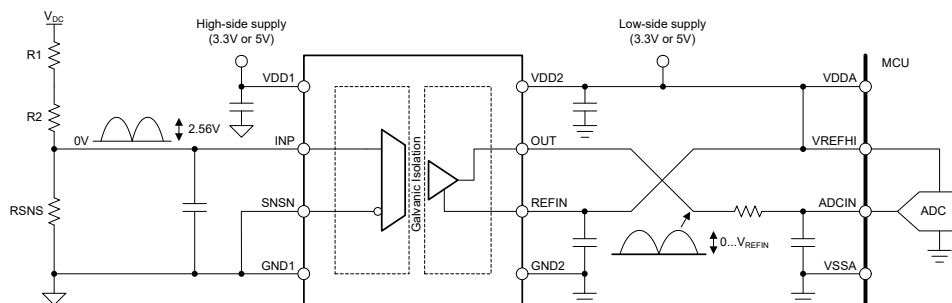 VDC
R1
R2
RSNS
0V
2.56V
High-side supply
(3.3V or 5V)
VDD1
INP
SNSN
GND1
Galvanic Isolation
VDD2
OUT
REFIN
GND2
Low-side supply
(3.3V or 5V)
0...VREFIN
VDDA
VREFHI
ADCIN
VSSA
MCU
ADC